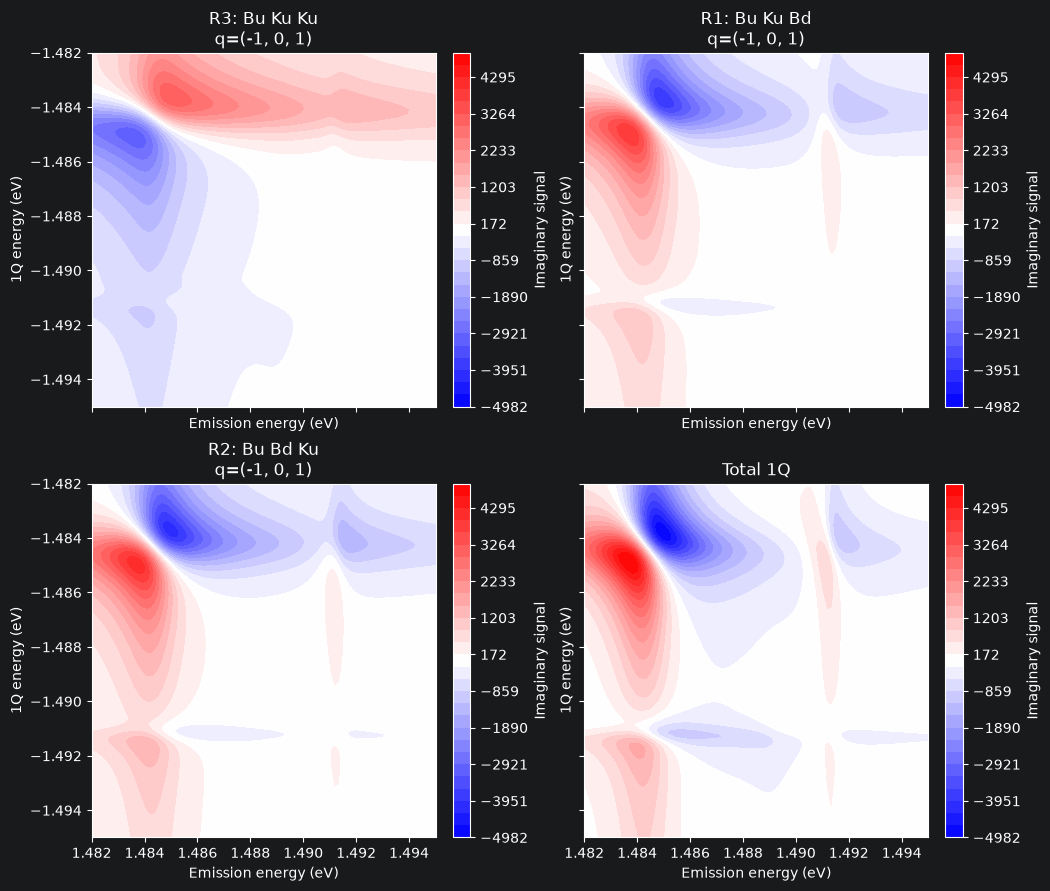 R3: Bu Ku Ku
q=(-1, 0, 1)
−1.482
−1.484
−1.486
−1.488
−1.490
−1.492
−1.494
1Q energy (eV)
Emission energy (eV)
4295
3264
2233
1203
172
−859
−1890
−2921
−3951
−4982
Imaginary signal
R1: Bu Ku Bd
q=(-1, 0, 1)
1Q energy (eV)
Emission energy (eV)
4295
3264
2233
1203
172
−859
−1890
−2921
−3951
−4982
Imaginary signal
R2: Bu Bd Ku
q=(-1, 0, 1)
−1.482
−1.484
−1.486
−1.488
−1.490
−1.492
−1.494
1Q energy (eV)
1.482 1.484 1.486 1.488 1.490 1.492 1.494
Emission energy (eV)
4295
3264
2233
1203
172
−859
−1890
−2921
−3951
−4982
Imaginary signal
Total 1Q
1Q energy (eV)
1.482 1.484 1.486 1.488 1.490 1.492 1.494
Emission energy (eV)
4295
3264
2233
1203
172
−859
−1890
−2921
−3951
−4982
Imaginary signal